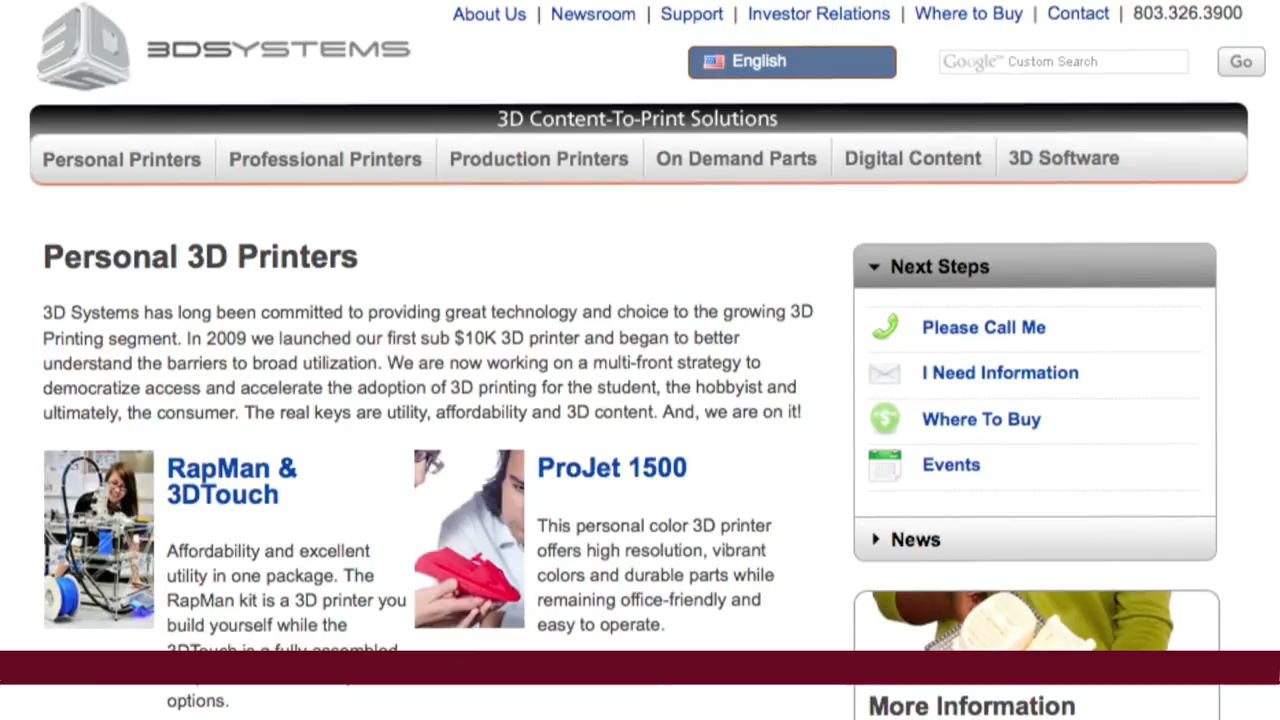 About Us | Newsroom | Support | Investor Relations | Where to Buy | Contact | 803.326.3900
3DSYSTEMS
English
Google™ Custom Search
Go
3D Content-To-Print Solutions
Personal Printers
Professional Printers
Production Printers
On Demand Parts
Digital Content
3D Software
Personal 3D Printers
3D Systems has long been committed to providing great technology and choice to the growing 3D
Printing segment. In 2009 we launched our first sub $10K 3D printer and began to better
understand the barriers to broad utilization. We are now working on a multi-front strategy to
democratize access and accelerate the adoption of 3D printing for the student, the hobbyist and
ultimately, the consumer. The real keys are utility, affordability and 3D content. And, we are on it!
RapMan &
3DTouch
Affordability and excellent
utility in one package. The
RapMan kit is a 3D printer you
build yourself while the
3DTouch is a fully assembled
options.
ProJet 1500
This personal color 3D printer
offers high resolution, vibrant
colors and durable parts while
remaining office-friendly and
easy to operate.
Next Steps
Please Call Me
I Need Information
Where To Buy
Events
News
More Information